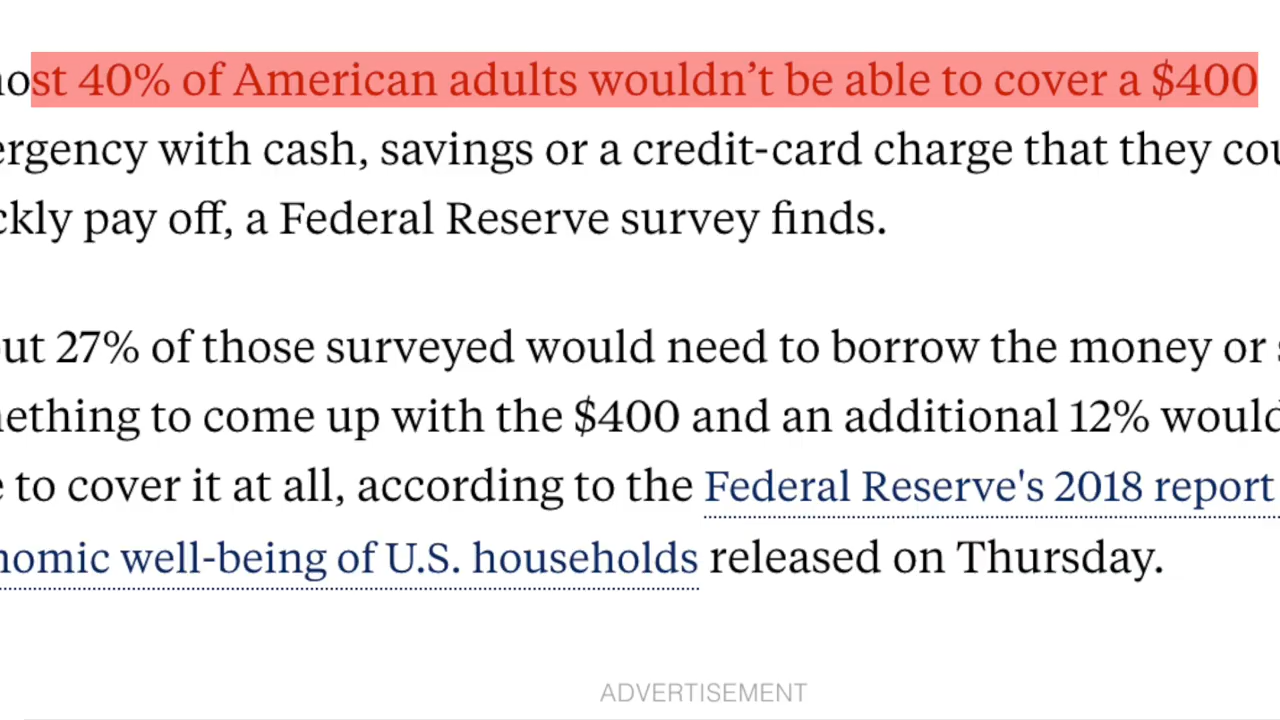 ost 40% of American adults wouldn’t be able to cover a $400
ergency with cash, savings or a credit-card charge that they cou
ckly pay off, a Federal Reserve survey finds.
out 27% of those surveyed would need to borrow the money or s
mething to come up with the $400 and an additional 12% would
e to cover it at all, according to the Federal Reserve's 2018 report
nomic well-being of U.S. households released on Thursday.
ADVERTISEMENT